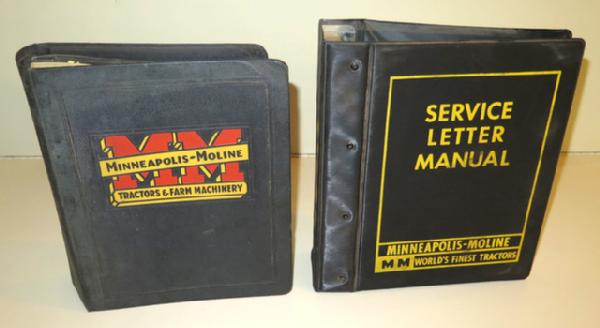 MM
MINNEAPOLIS-MOLINE
TRACTORS & FARM MACHINERY
SERVICE
LETTER
MANUAL
MINNEAPOLIS-MOLINE
MM WORLD'S FINEST TRACTORS